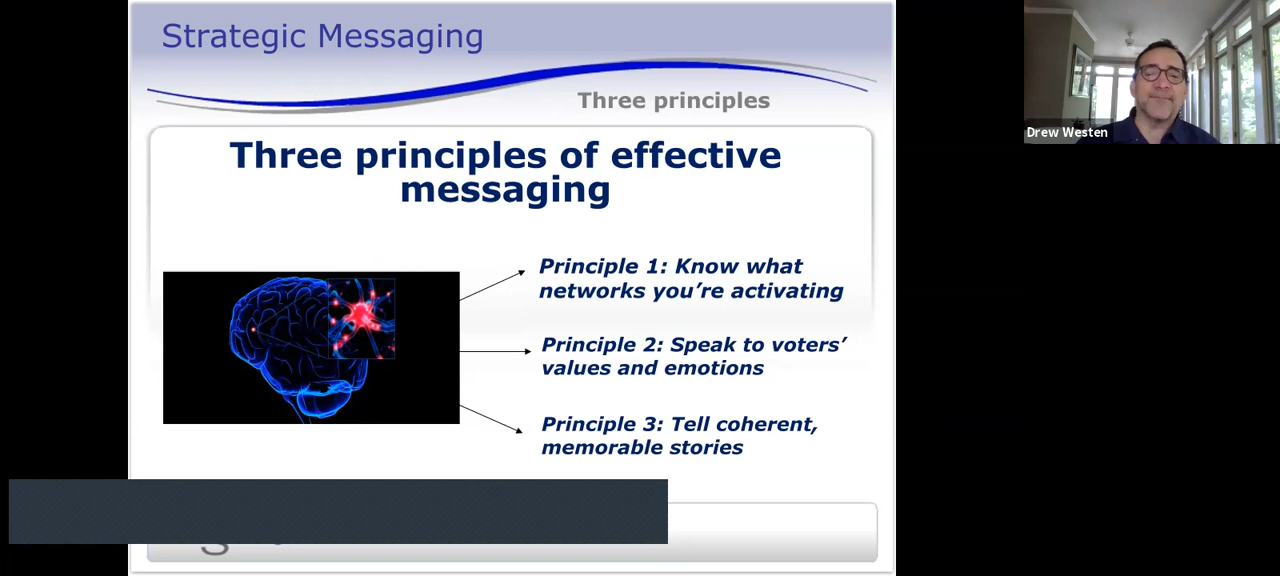 Strategic Messaging
Three principles
Three principles of effective
messaging
Principle 1: Know what
networks you’re activating
Principle 2: Speak to voters’
values and emotions
Principle 3: Tell coherent,
memorable stories
Drew Westen